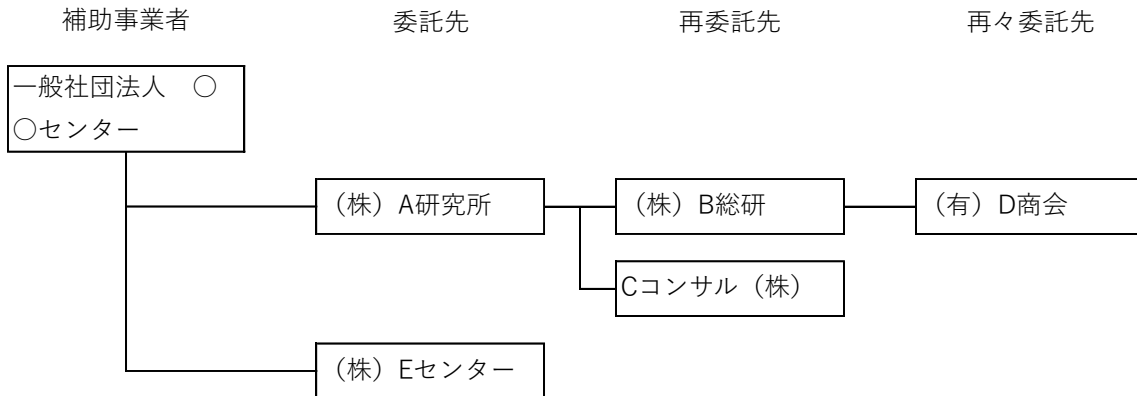 補助事業者
委託先
再委託先
再々委託先
一般社団法人　○
○センター
（株）A研究所
（株）B総研
（有）D商会
Cコンサル（株）
（株）Eセンター